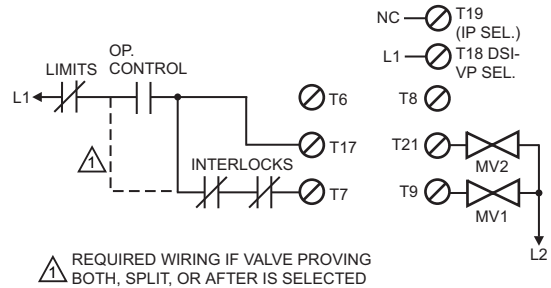 NC
T19
(IP SEL.)
L1
T18 DSI-
VP SEL.
OP.
CONTROL
LIMITS
L1
T6
T8
1
T17
T21
MV2
INTERLOCKS
T7
T9
MV1
L2
1 REQUIRED WIRING IF VALVE PROVING
BOTH, SPLIT, OR AFTER IS SELECTED